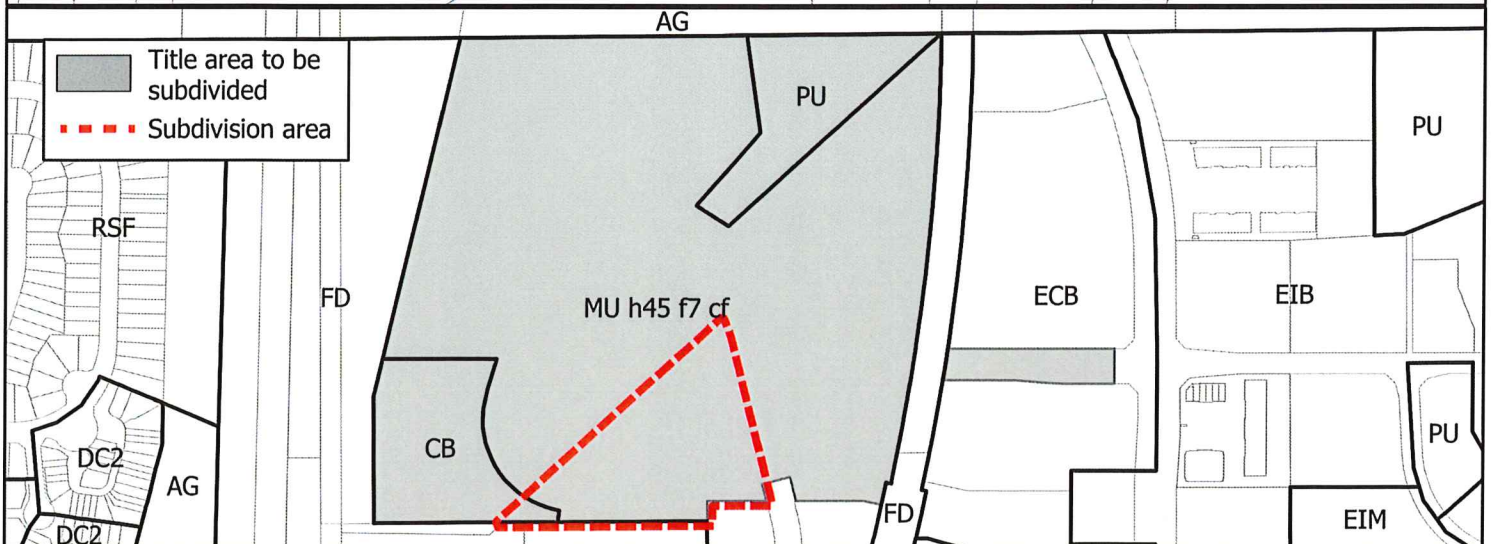 AG
Title area to be
subdivided
Subdivision area
PU
PU
RSF
FD
MU h45 f7 cf
ECB
EIB
CB
PU
DC2
AG
FD
EIM
DC2